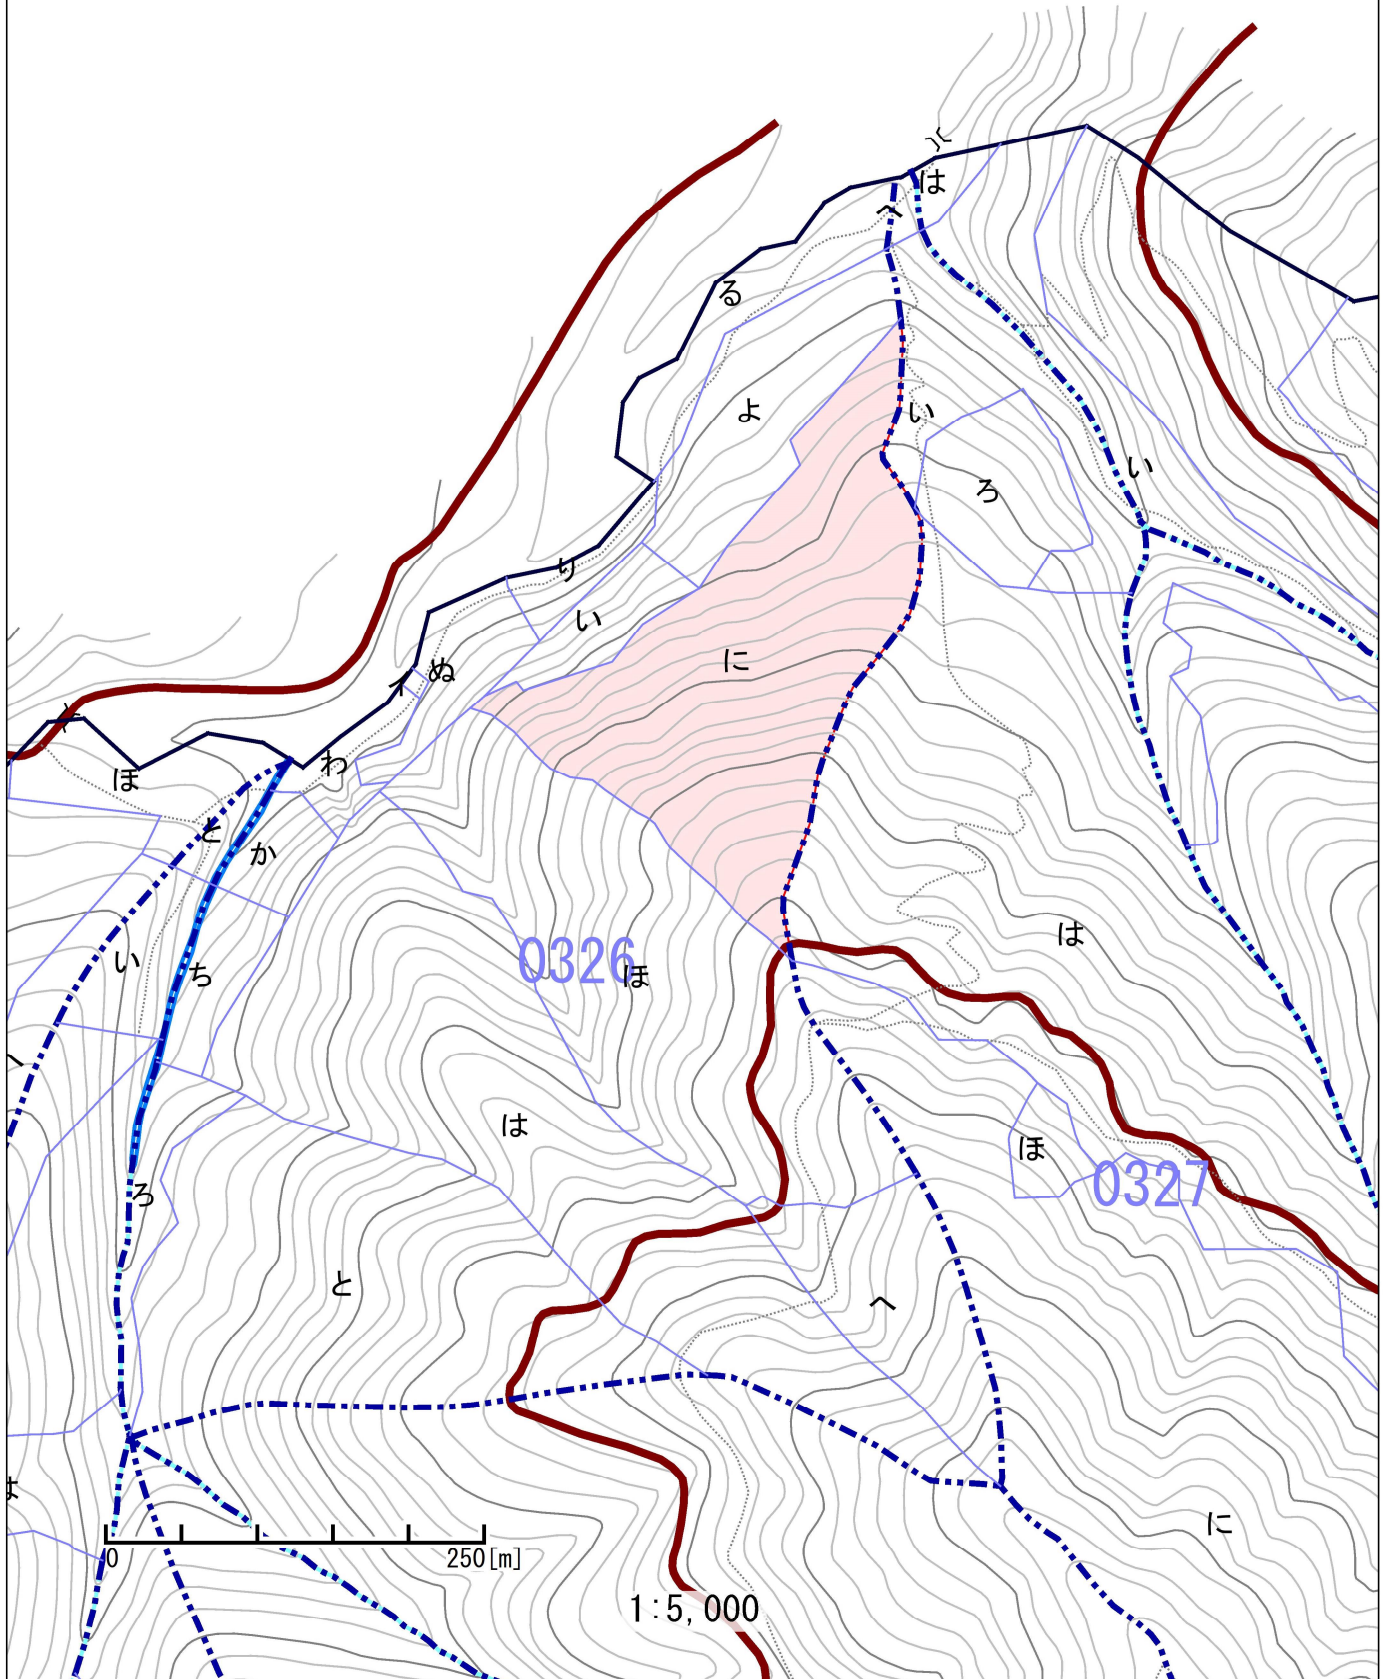 は
へ
る
よ
い
い
ろ
り
い
に
ぬ
イ
わ
ほ
と
か
は
い
ち
0326
ほ
へ
は
ほ
0327
ろ
と
へ
に
0 250[m]
1:5,000